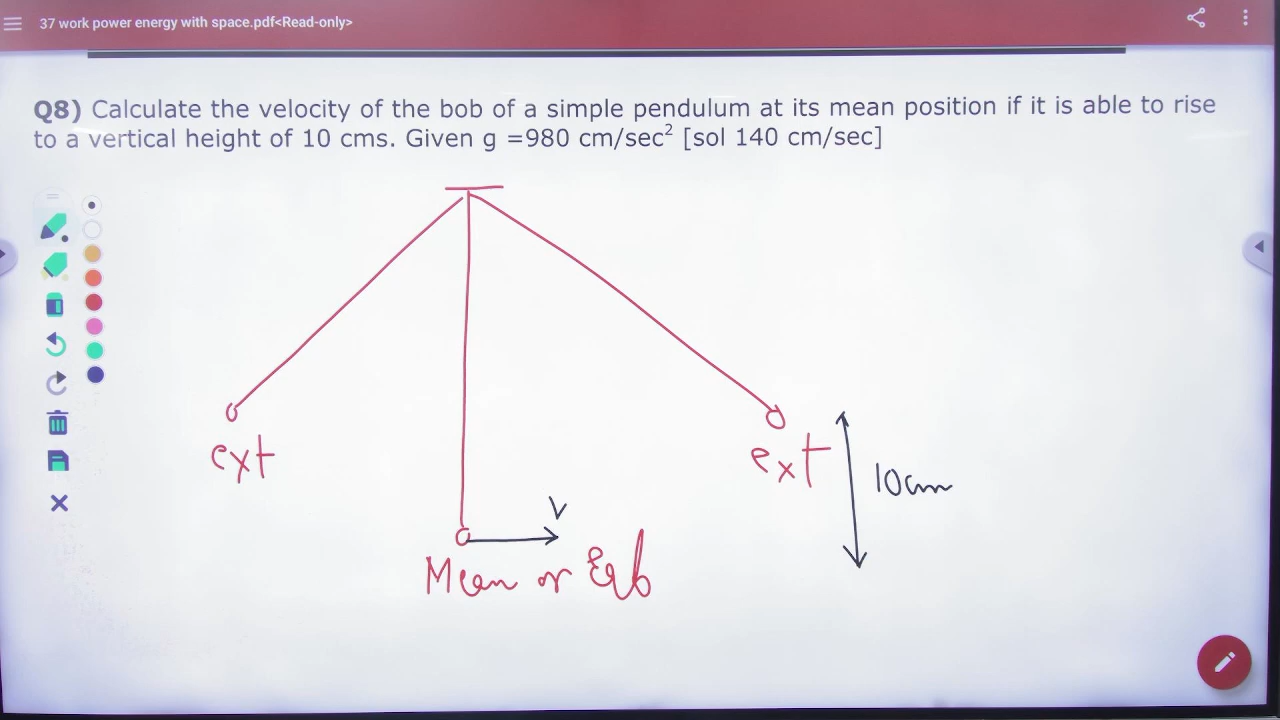 37 work power energy with space.pdf<Read-only>
Q8) Calculate the velocity of the bob of a simple pendulum at its mean position if it is able to rise
to a vertical height of 10 cms. Given g =980 cm/sec² [sol 140 cm/sec]
ext
ext
10cm
V
Mean or Eqb